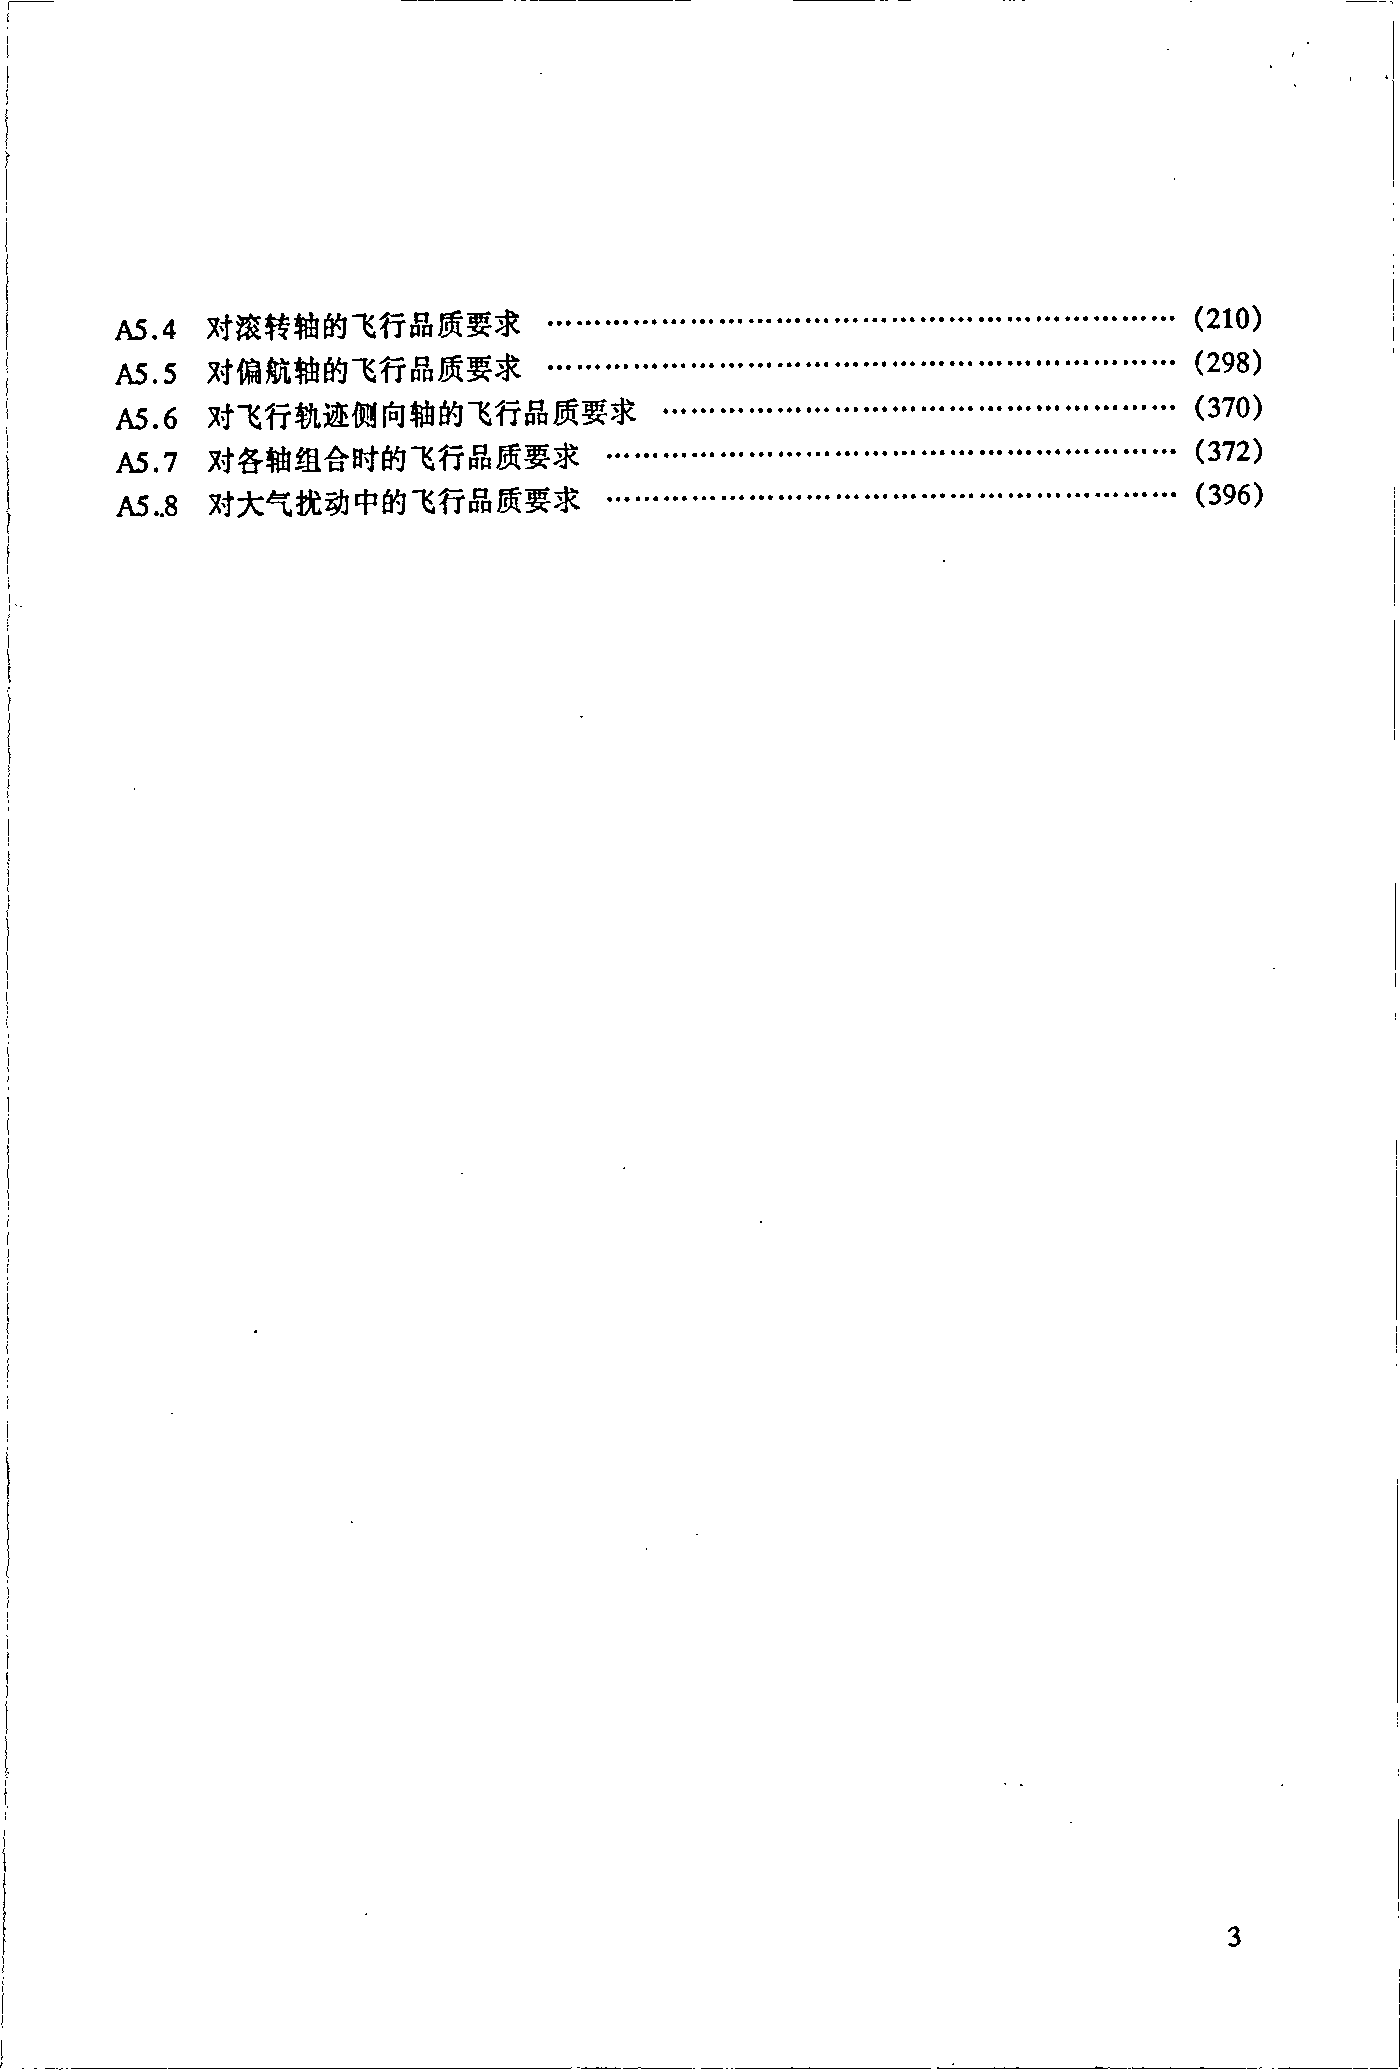 A5.4 对滚转轴的飞行品质要求 ………………………………………………………… (210)
A5.5 对偏航轴的飞行品质要求 ………………………………………………………… (298)
A5.6 对飞行轨迹侧向轴的飞行品质要求 ……………………………………………… (370)
A5.7 对各轴组合时的飞行品质要求 …………………………………………………… (372)
A5.8 对大气扰动中的飞行品质要求 …………………………………………………… (396)
3